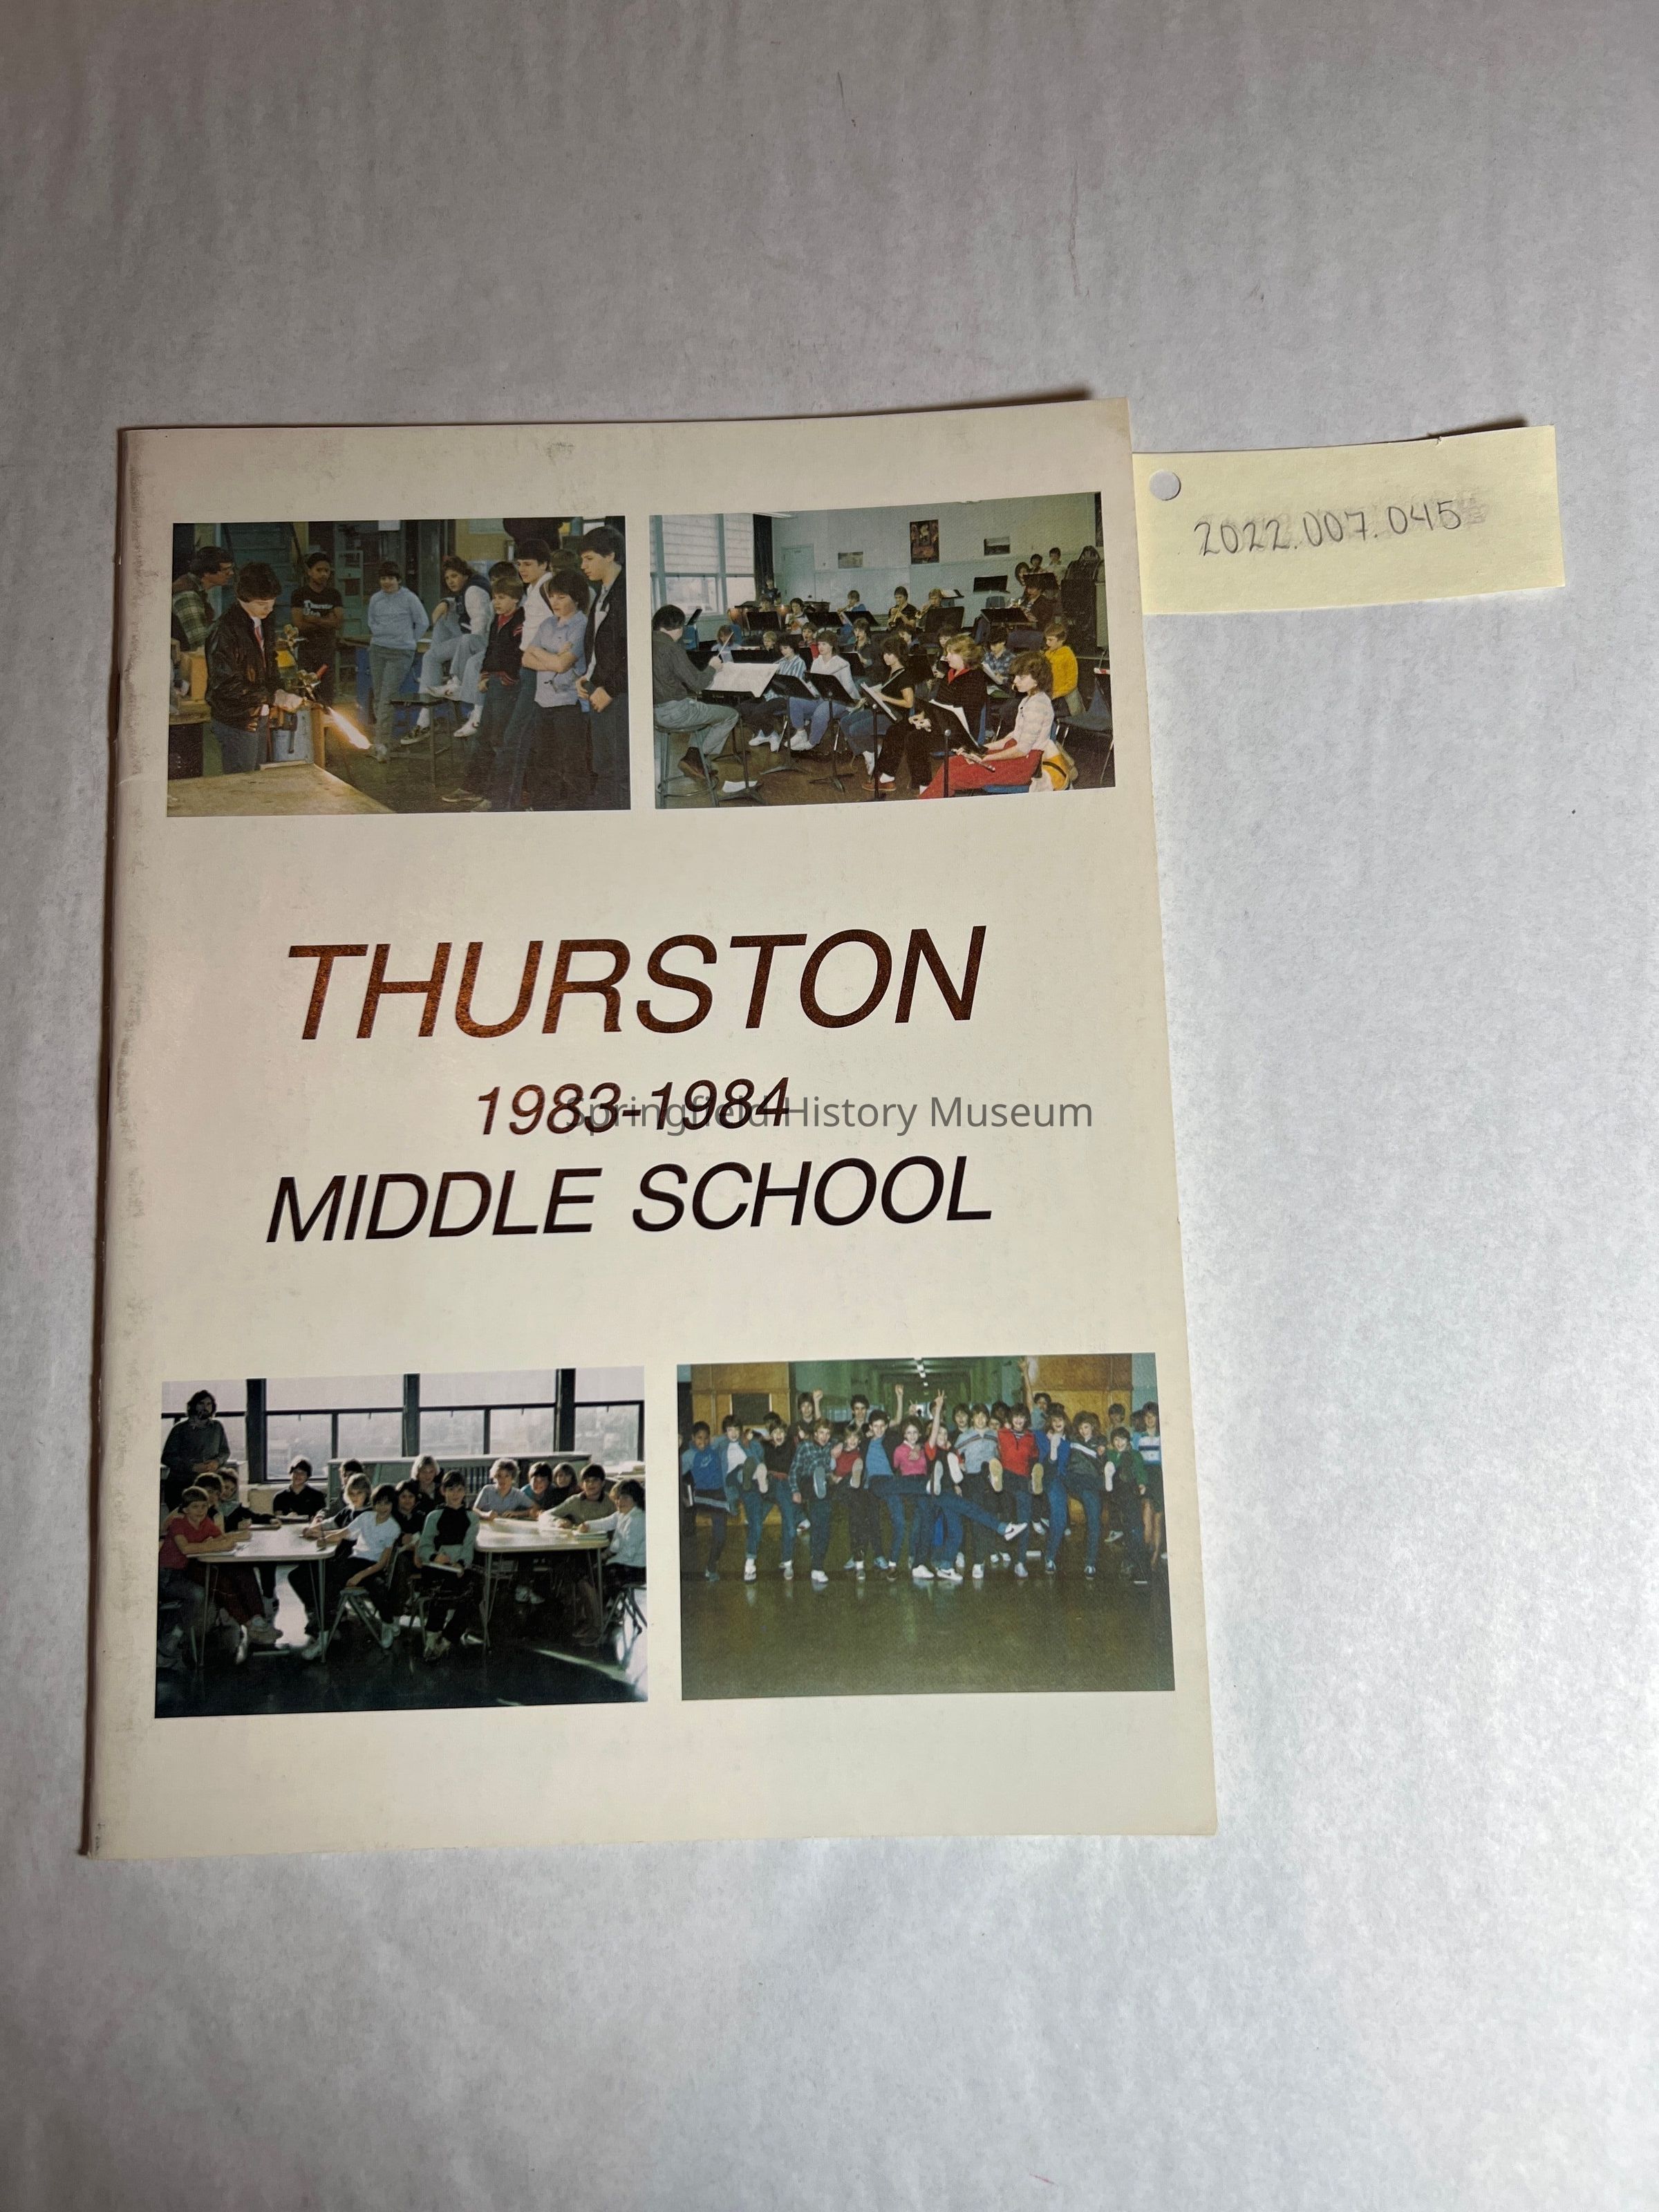 2022.007.045
THURSTON
1983-1984
Springfield History Museum
MIDDLE SCHOOL